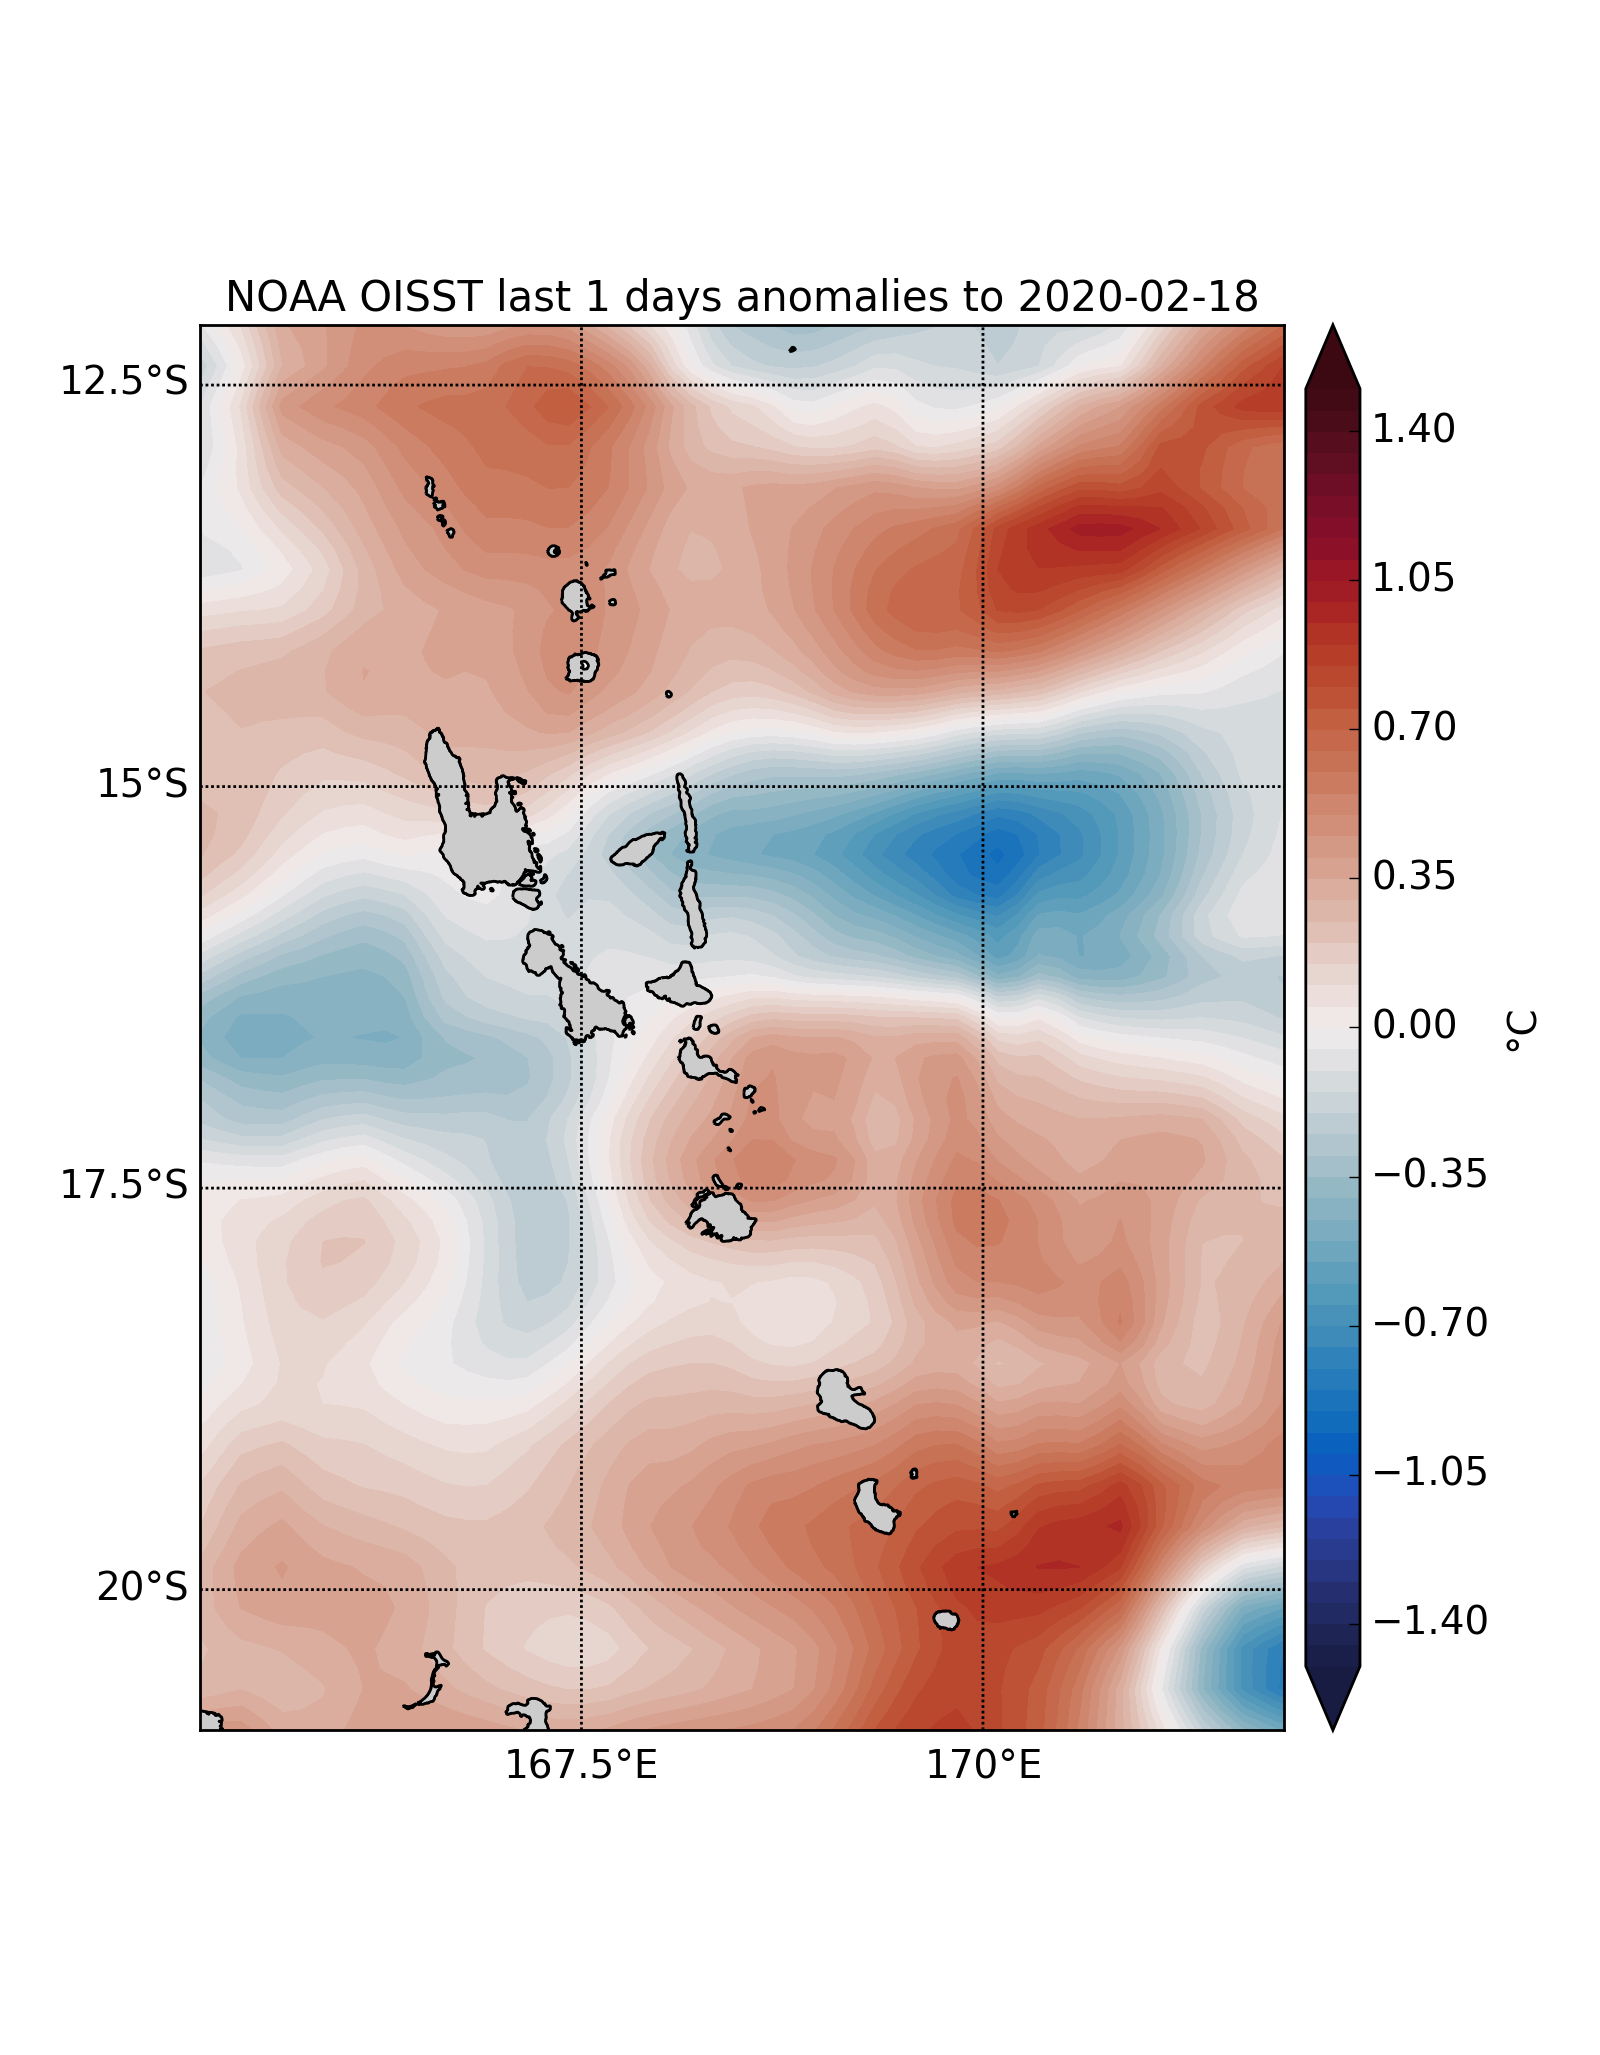 NOAA OISST last 1 days anomalies to 2020-02-18
12.5°S
15°S
17.5°S
20°S
167.5°E
170°E
1.40
1.05
0.70
0.35
0.00
−0.35
−0.70
−1.05
−1.40
°C